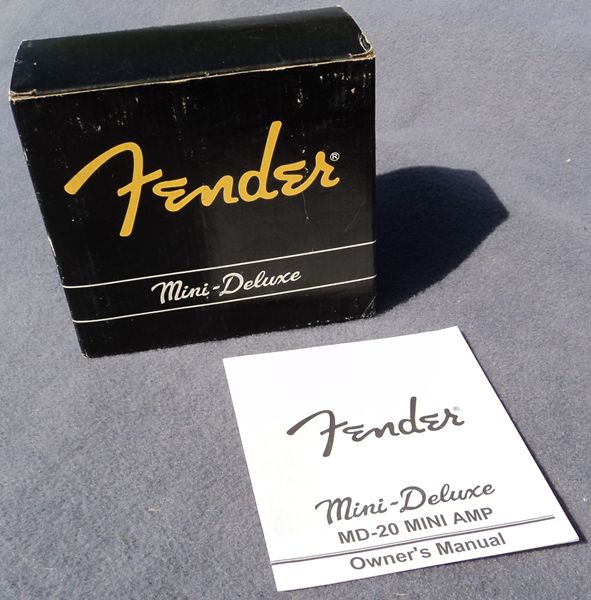 Fender®
Mini-Deluxe
Fender®
Mini-Deluxe
MD-20 MINI AMP
Owner's Manual